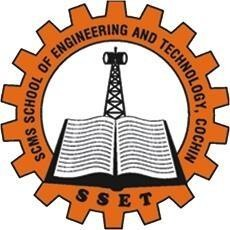 SCMS SCHOOL OF ENGINEERING AND TECHNOLOGY, COCHIN
SSET